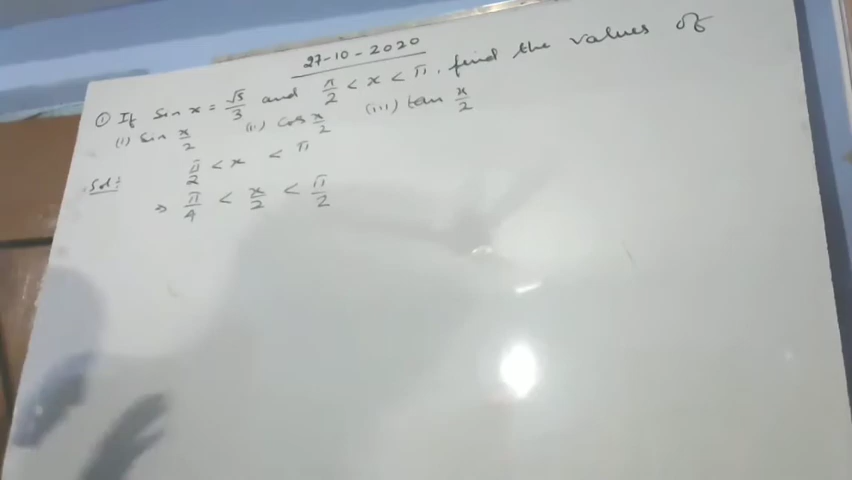 27-10-2020
① If sin x = √5/3 and π/2 < x < π, find the values of
(i) sin x/2 (ii) cos x/2 (iii) tan x/2
Sol: π/2 < x < π
⇒ π/4 < x/2 < π/2